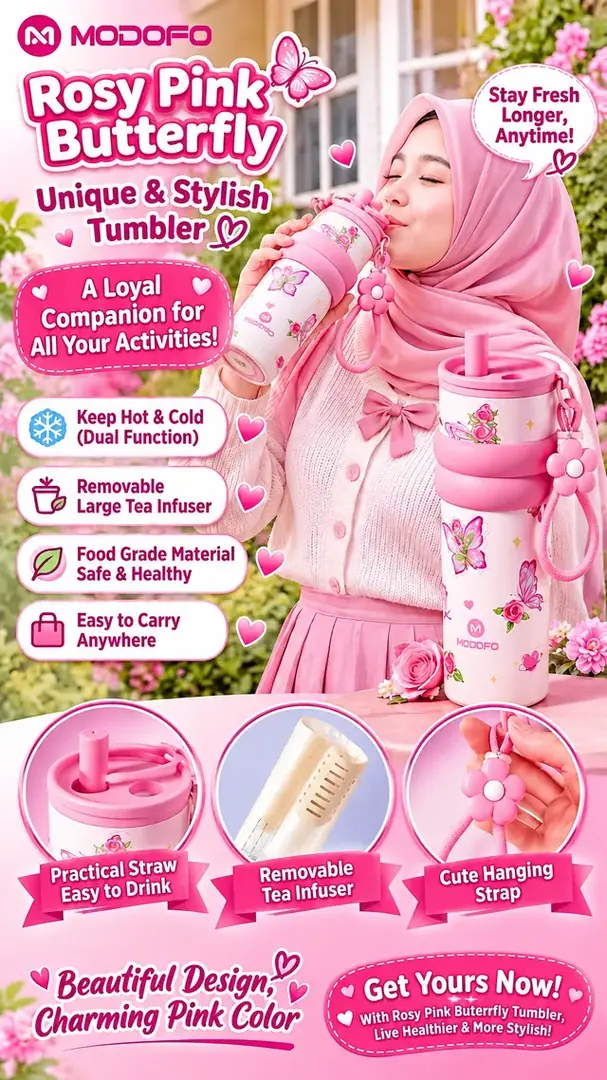 MODOFO
Rosy Pink
Butterfly
Unique & Stylish
Tumbler
Stay Fresh
Longer,
Anytime!
A Loyal
Companion for
All Your Activities!
Keep Hot & Cold
(Dual Function)
Removable
Large Tea Infuser
Food Grade Material
Safe & Healthy
Easy to Carry
Anywhere
MODOFO
MODOFO
Practical Straw
Easy to Drink
Removable
Tea Infuser
Cute Hanging
Strap
Beautiful Design,
Charming Pink Color
Get Yours Now!
With Rosy Pink Buterrfly Tumbler,
Live Healthier & More Stylish!